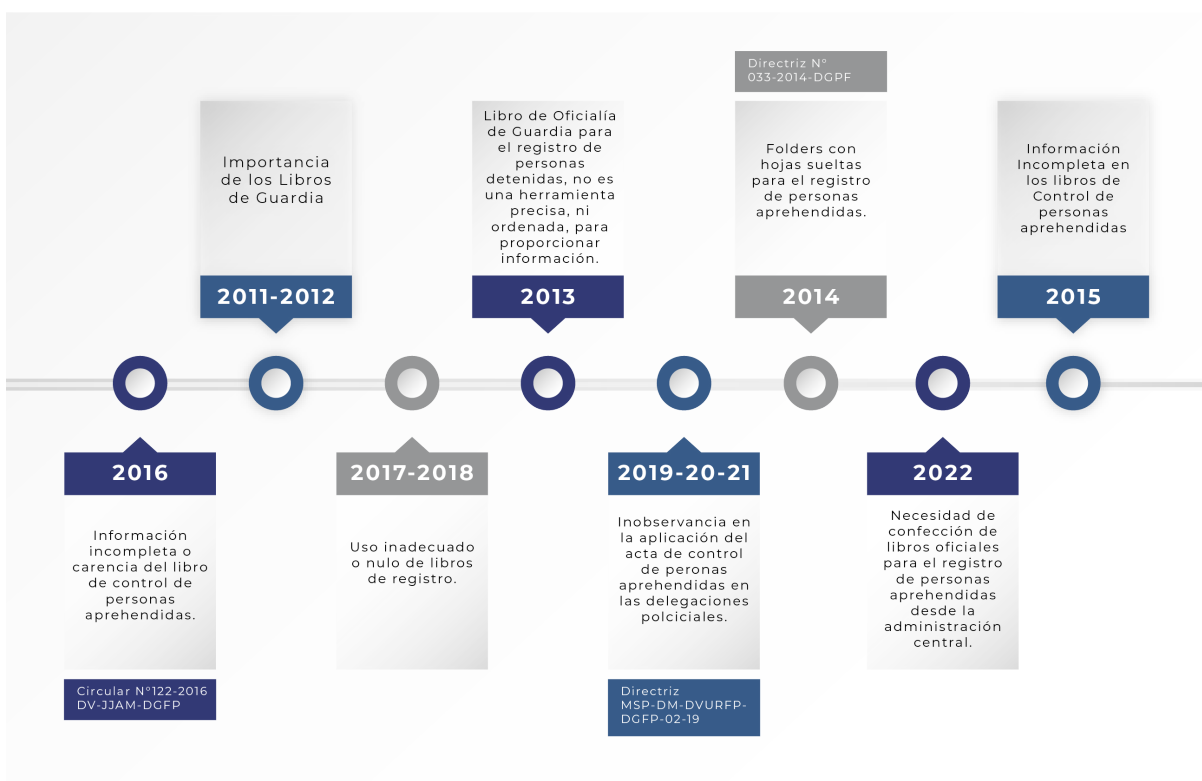 Importancia
de los Libros
de Guardia
2011-2012
Libro de Oficialía
de Guardia para
el registro de
personas
detenidas, no es
una herramienta
precisa, ni
ordenada, para
proporcionar
información.
2013
Directriz Nº
033-2014-DGPF
Folders con
hojas sueltas
para el registro
de personas
aprehendidas.
2014
Información
Incompleta en
los libros de
Control de
personas
aprehendidas
2015
2016
Información
incompleta o
carencia del libro
de control de
personas
aprehendidas.
Circular N°122-2016
DV-JJAM-DGFP
2017-2018
Uso inadecuado
o nulo de libros
de registro.
2019-20-21
Inobservancia en
la aplicación del
acta de control
de peronas
aprehendidas en
las delegaciones
polciciales.
Directriz
MSP-DM-DVURFP-
DGFP-02-19
2022
Necesidad de
confección de
libros oficiales
para el registro
de personas
aprehendidas
desde la
administración
central.